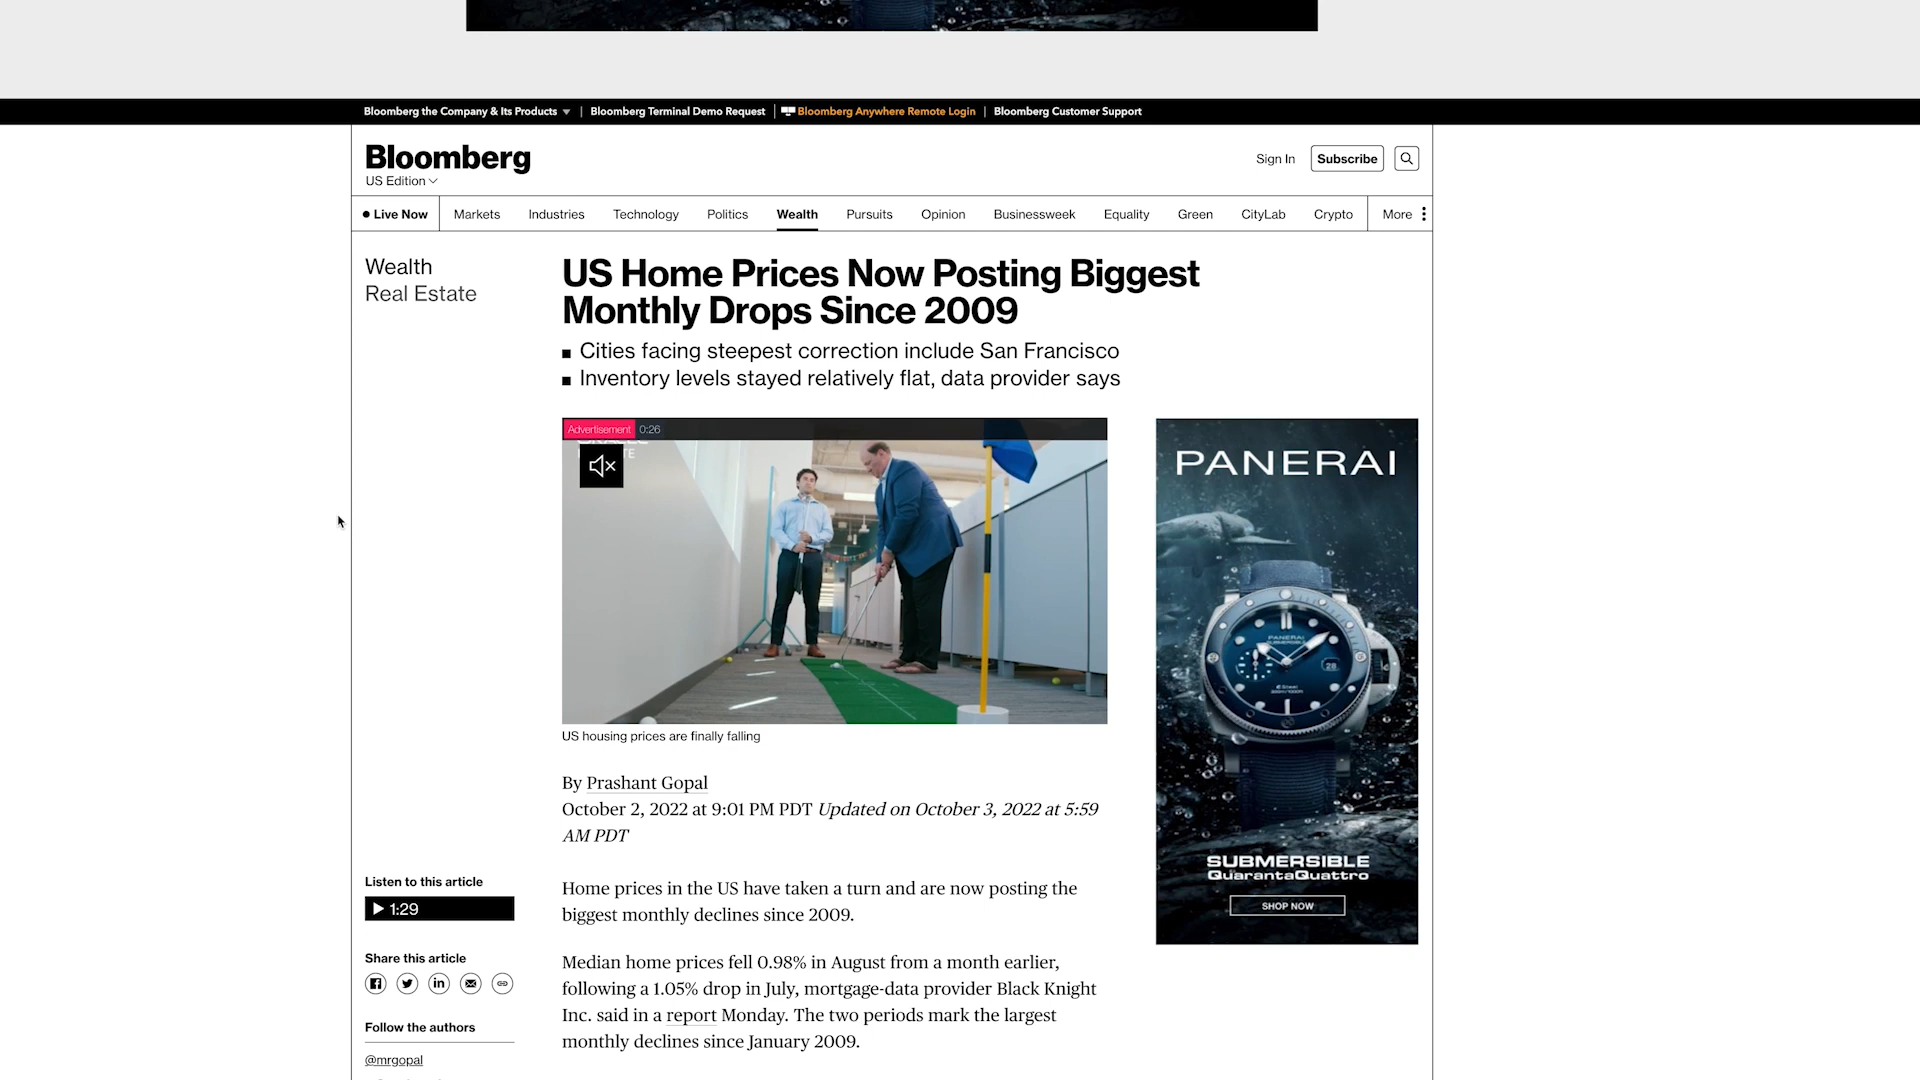 Bloomberg the Company & Its Products ▾ | Bloomberg Terminal Demo Request | Bloomberg Anywhere Remote Login | Bloomberg Customer Support
Bloomberg
US Edition
Sign In
Subscribe
Live Now
Markets
Industries
Technology
Politics
Wealth
Pursuits
Opinion
Businessweek
Equality
Green
CityLab
Crypto
More
Wealth
Real Estate
US Home Prices Now Posting Biggest
Monthly Drops Since 2009
Cities facing steepest correction include San Francisco
Inventory levels stayed relatively flat, data provider says
Advertisement 0:26
US housing prices are finally falling
By Prashant Gopal
October 2, 2022 at 9:01 PM PDT Updated on October 3, 2022 at 5:59
AM PDT
Listen to this article
1:29
Share this article
Follow the authors
@mrgopal
Home prices in the US have taken a turn and are now posting the
biggest monthly declines since 2009.
Median home prices fell 0.98% in August from a month earlier,
following a 1.05% drop in July, mortgage-data provider Black Knight
Inc. said in a report Monday. The two periods mark the largest
monthly declines since January 2009.
PANERAI
PANERAI
SUBMERSIBLE
28
SUBMERSIBLE
QuarantaQuattro
SHOP NOW